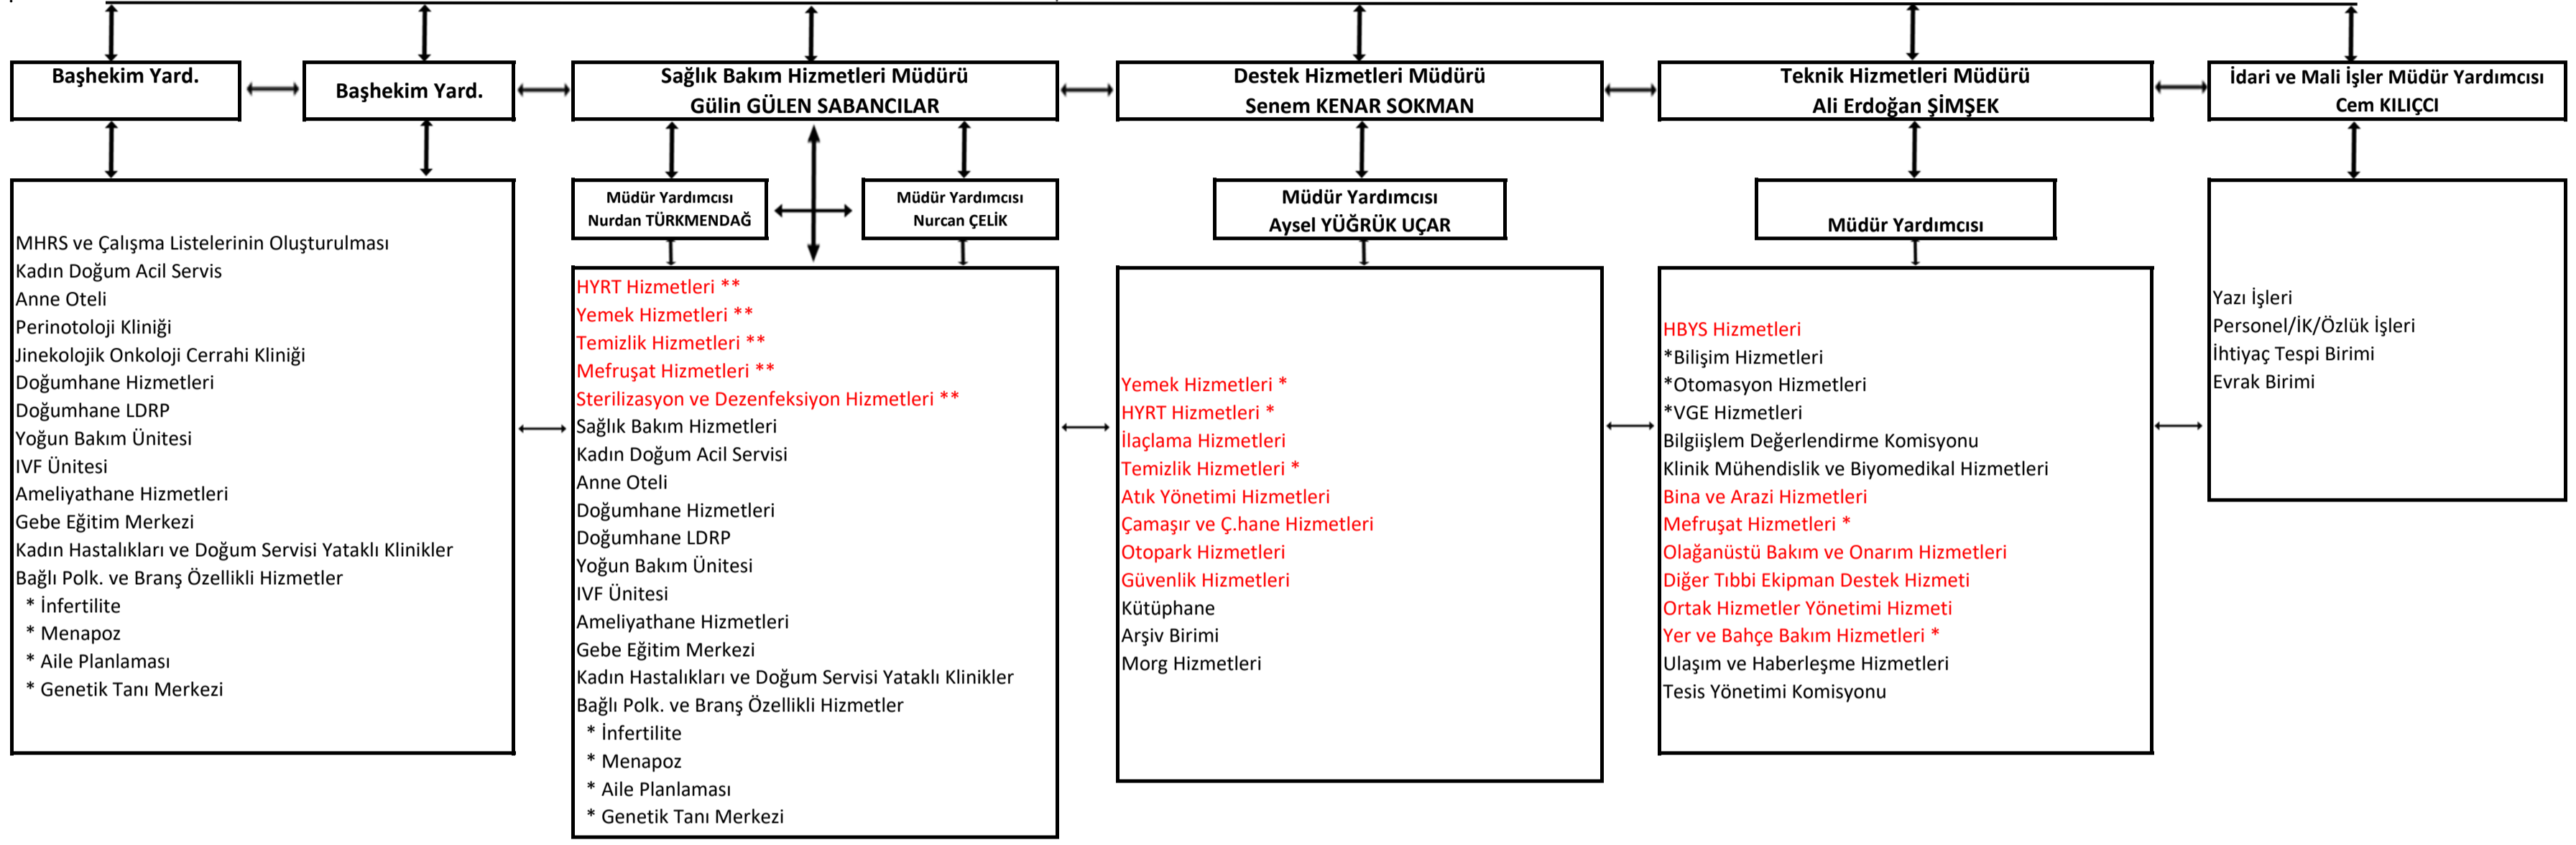 Başhekim Yard.
Başhekim Yard.
Sağlık Bakım Hizmetleri Müdürü
Gülin GÜLEN SABANCILAR
Destek Hizmetleri Müdürü
Senem KENAR SOKMAN
Teknik Hizmetleri Müdürü
Ali Erdoğan ŞİMŞEK
İdari ve Mali İşler Müdür Yardımcısı
Cem KILIÇCI
Müdür Yardımcısı
Nurdan TÜRKMENDAĞ
Müdür Yardımcısı
Nurcan ÇELİK
Müdür Yardımcısı
Aysel YÜĞRÜK UÇAR
Müdür Yardımcısı
MHRS ve Çalışma Listelerinin Oluşturulması
Kadın Doğum Acil Servis
Anne Oteli
Perinotoloji Kliniği
Jinekolojik Onkoloji Cerrahi Kliniği
Doğumhane Hizmetleri
Doğumhane LDRP
Yoğun Bakım Ünitesi
IVF Ünitesi
Ameliyathane Hizmetleri
Gebe Eğitim Merkezi
Kadın Hastalıkları ve Doğum Servisi Yataklı Klinikler
Bağlı Polk. ve Branş Özellikli Hizmetler
* İnfertilite
* Menapoz
* Aile Planlaması
* Genetik Tanı Merkezi
HYRT Hizmetleri **
Yemek Hizmetleri **
Temizlik Hizmetleri **
Mefruşat Hizmetleri **
Sterilizasyon ve Dezenfeksiyon Hizmetleri **
Sağlık Bakım Hizmetleri
Kadın Doğum Acil Servisi
Anne Oteli
Doğumhane Hizmetleri
Doğumhane LDRP
Yoğun Bakım Ünitesi
IVF Ünitesi
Ameliyathane Hizmetleri
Gebe Eğitim Merkezi
Kadın Hastalıkları ve Doğum Servisi Yataklı Klinikler
Bağlı Polk. ve Branş Özellikli Hizmetler
* İnfertilite
* Menapoz
* Aile Planlaması
* Genetik Tanı Merkezi
Yemek Hizmetleri *
HYRT Hizmetleri *
İlaçlama Hizmetleri
Temizlik Hizmetleri *
Atık Yönetimi Hizmetleri
Çamaşır ve Ç.hane Hizmetleri
Otopark Hizmetleri
Güvenlik Hizmetleri
Kütüphane
Arşiv Birimi
Morg Hizmetleri
HBYS Hizmetleri
*Bilişim Hizmetleri
*Otomasyon Hizmetleri
*VGE Hizmetleri
Bilgiişlem Değerlendirme Komisyonu
Klinik Mühendislik ve Biyomedikal Hizmetleri
Bina ve Arazi Hizmetleri
Mefruşat Hizmetleri *
Olağanüstü Bakım ve Onarım Hizmetleri
Diğer Tıbbi Ekipman Destek Hizmeti
Ortak Hizmetler Yönetimi Hizmeti
Yer ve Bahçe Bakım Hizmetleri *
Ulaşım ve Haberleşme Hizmetleri
Tesis Yönetimi Komisyonu
Yazı İşleri
Personel/İK/Özlük İşleri
İhtiyaç Tespi Birimi
Evrak Birimi